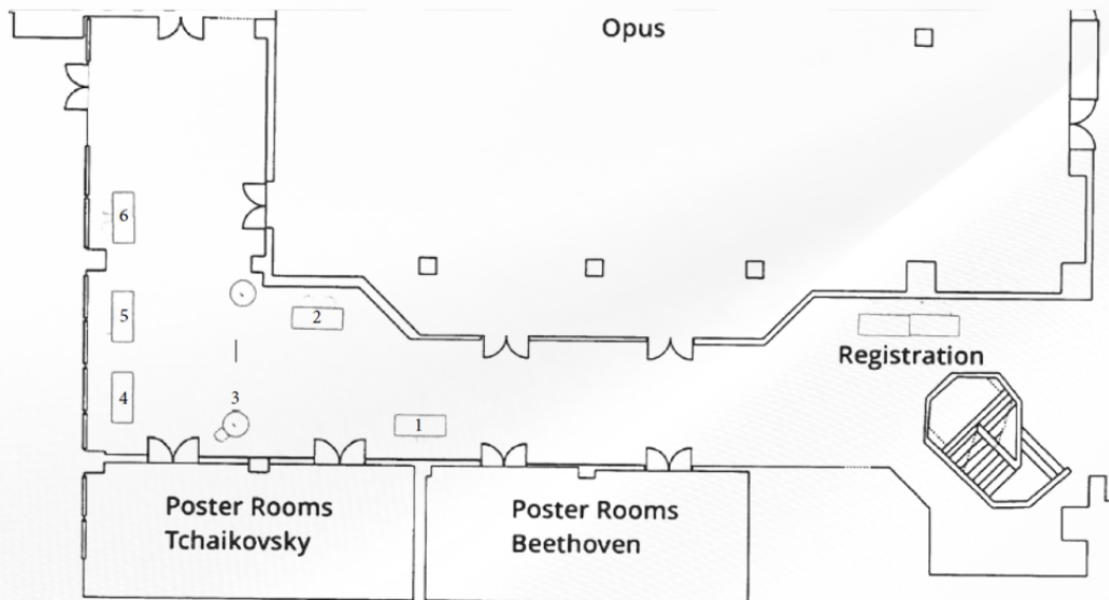 Opus
6
5
2
Registration
4
3
1
Poster Rooms
Tchaikovsky
Poster Rooms
Beethoven